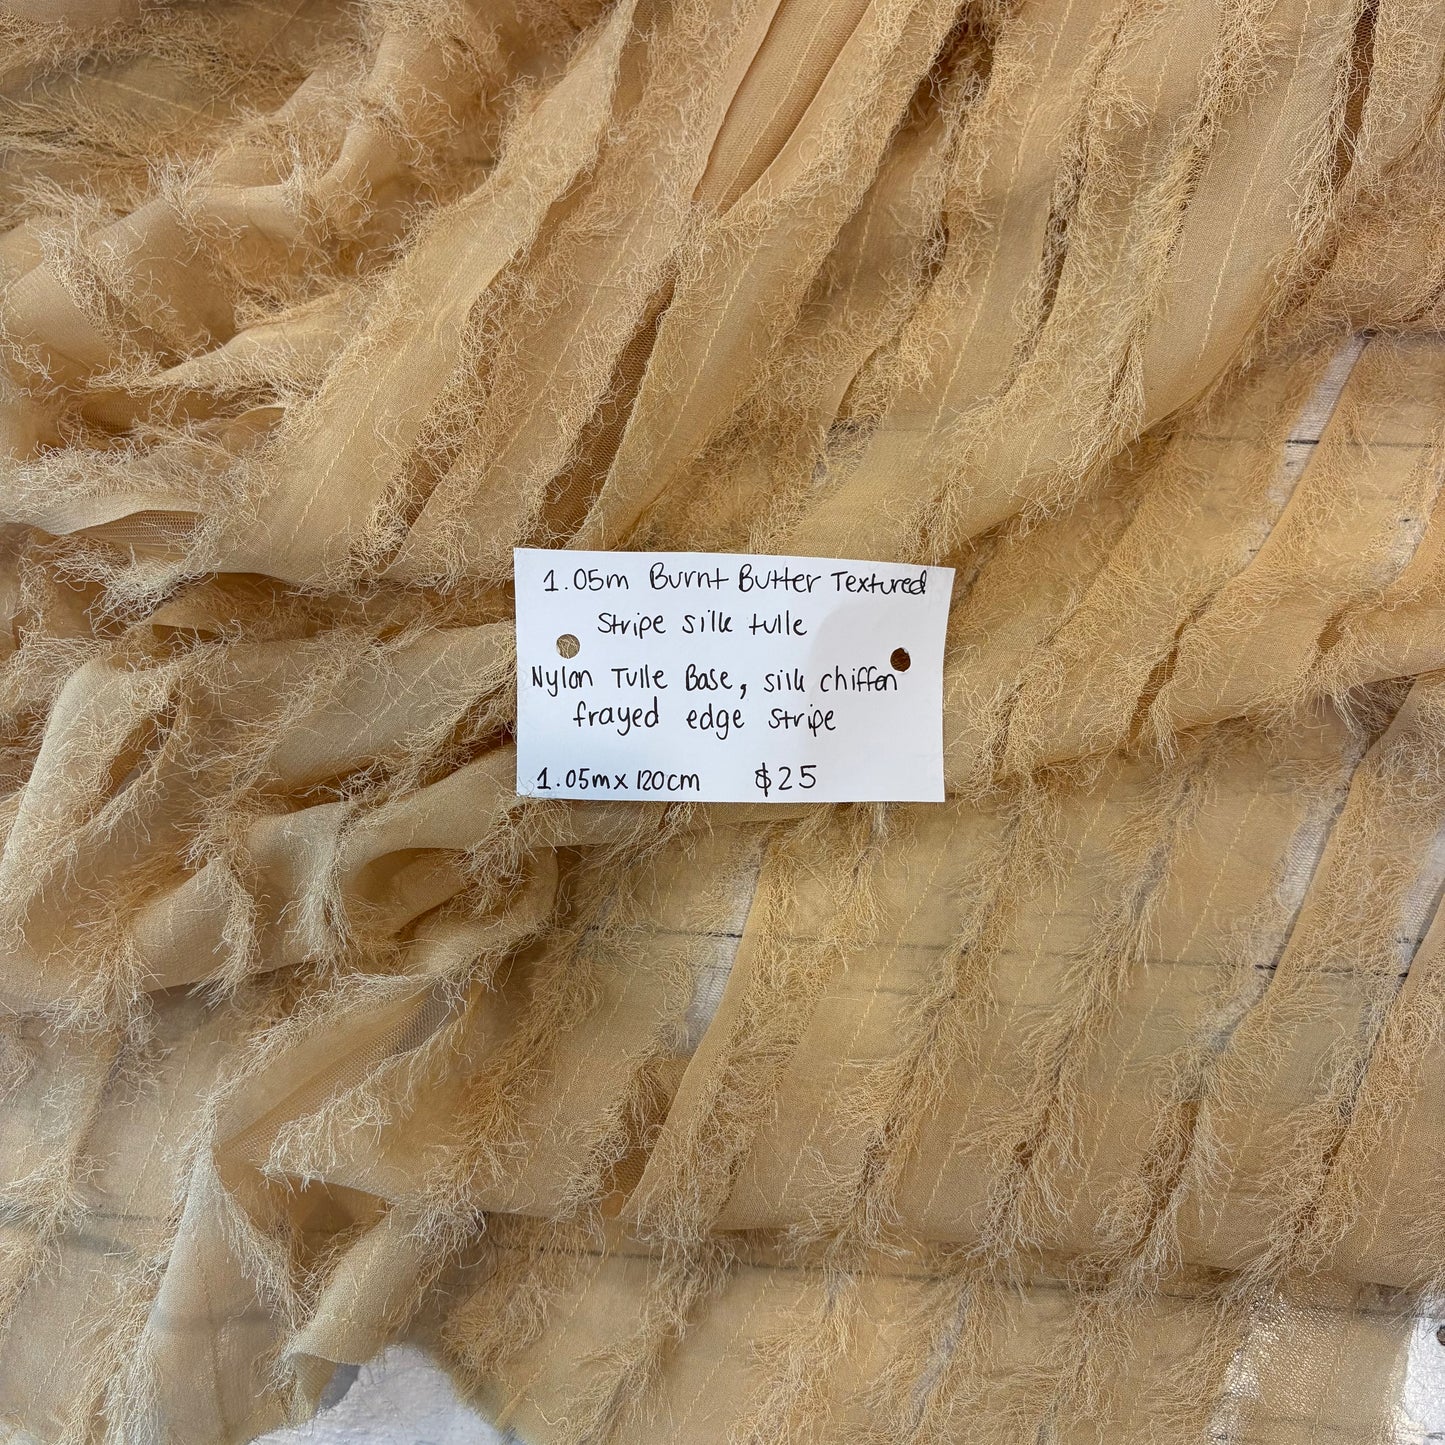 1.05m Burnt Butter Textured
Stripe silk tulle
Nylon Tulle Base, silk chiffon
frayed edge stripe
1.05m x 120cm $25